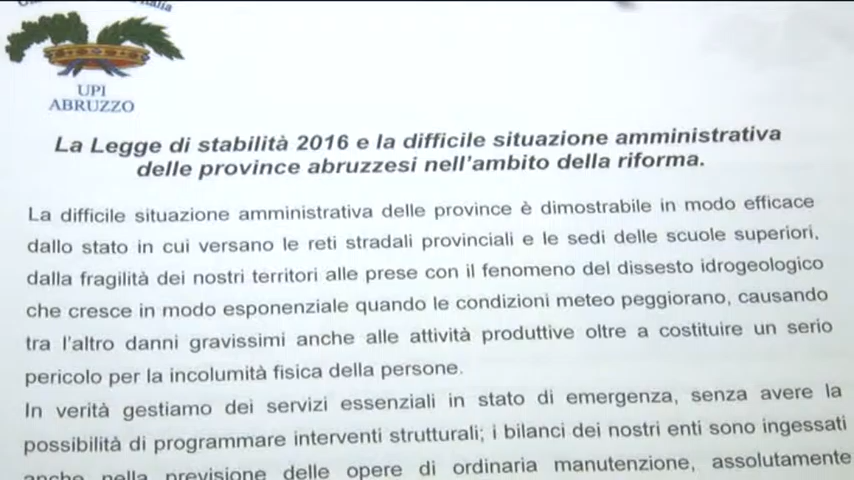 UPI
ABRUZZO
La Legge di stabilità 2016 e la difficile situazione amministrativa
delle province abruzzesi nell'ambito della riforma.
La difficile situazione amministrativa delle province è dimostrabile in modo efficace
dallo stato in cui versano le reti stradali provinciali e le sedi delle scuole superiori,
dalla fragilità dei nostri territori alle prese con il fenomeno del dissesto idrogeologico
che cresce in modo esponenziale quando le condizioni meteo peggiorano, causando
tra l'altro danni gravissimi anche alle attività produttive oltre a costituire un serio
pericolo per la incolumità fisica della persone.
In verità gestiamo dei servizi essenziali in stato di emergenza, senza avere la
possibilità di programmare interventi strutturali; i bilanci dei nostri enti sono ingessati
anche nella previsione delle opere di ordinaria manutenzione, assolutamente